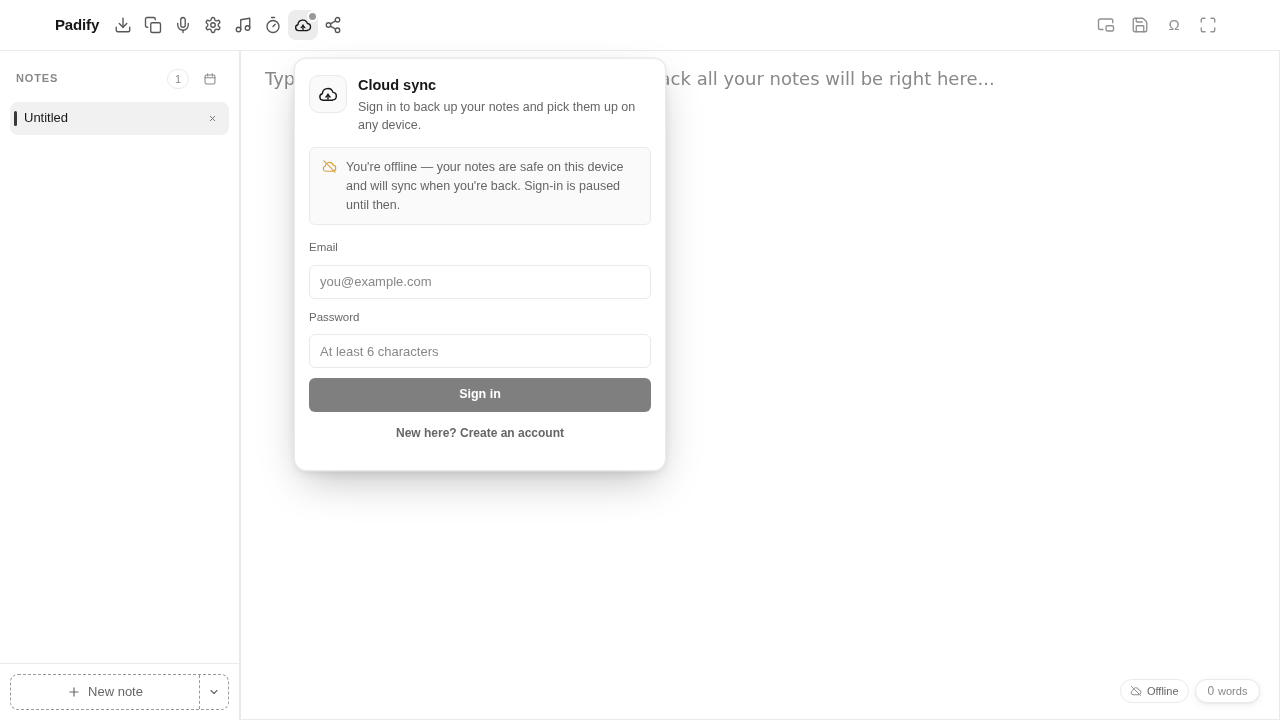 Padify
Ω
NOTES
1
Untitled
Typ
ack all your notes will be right here...
Cloud sync
Sign in to back up your notes and pick them up on
any device.
You're offline — your notes are safe on this device
and will sync when you're back. Sign-in is paused
until then.
Email
you@example.com
Password
At least 6 characters
Sign in
New here? Create an account
New note
Offline
0 words